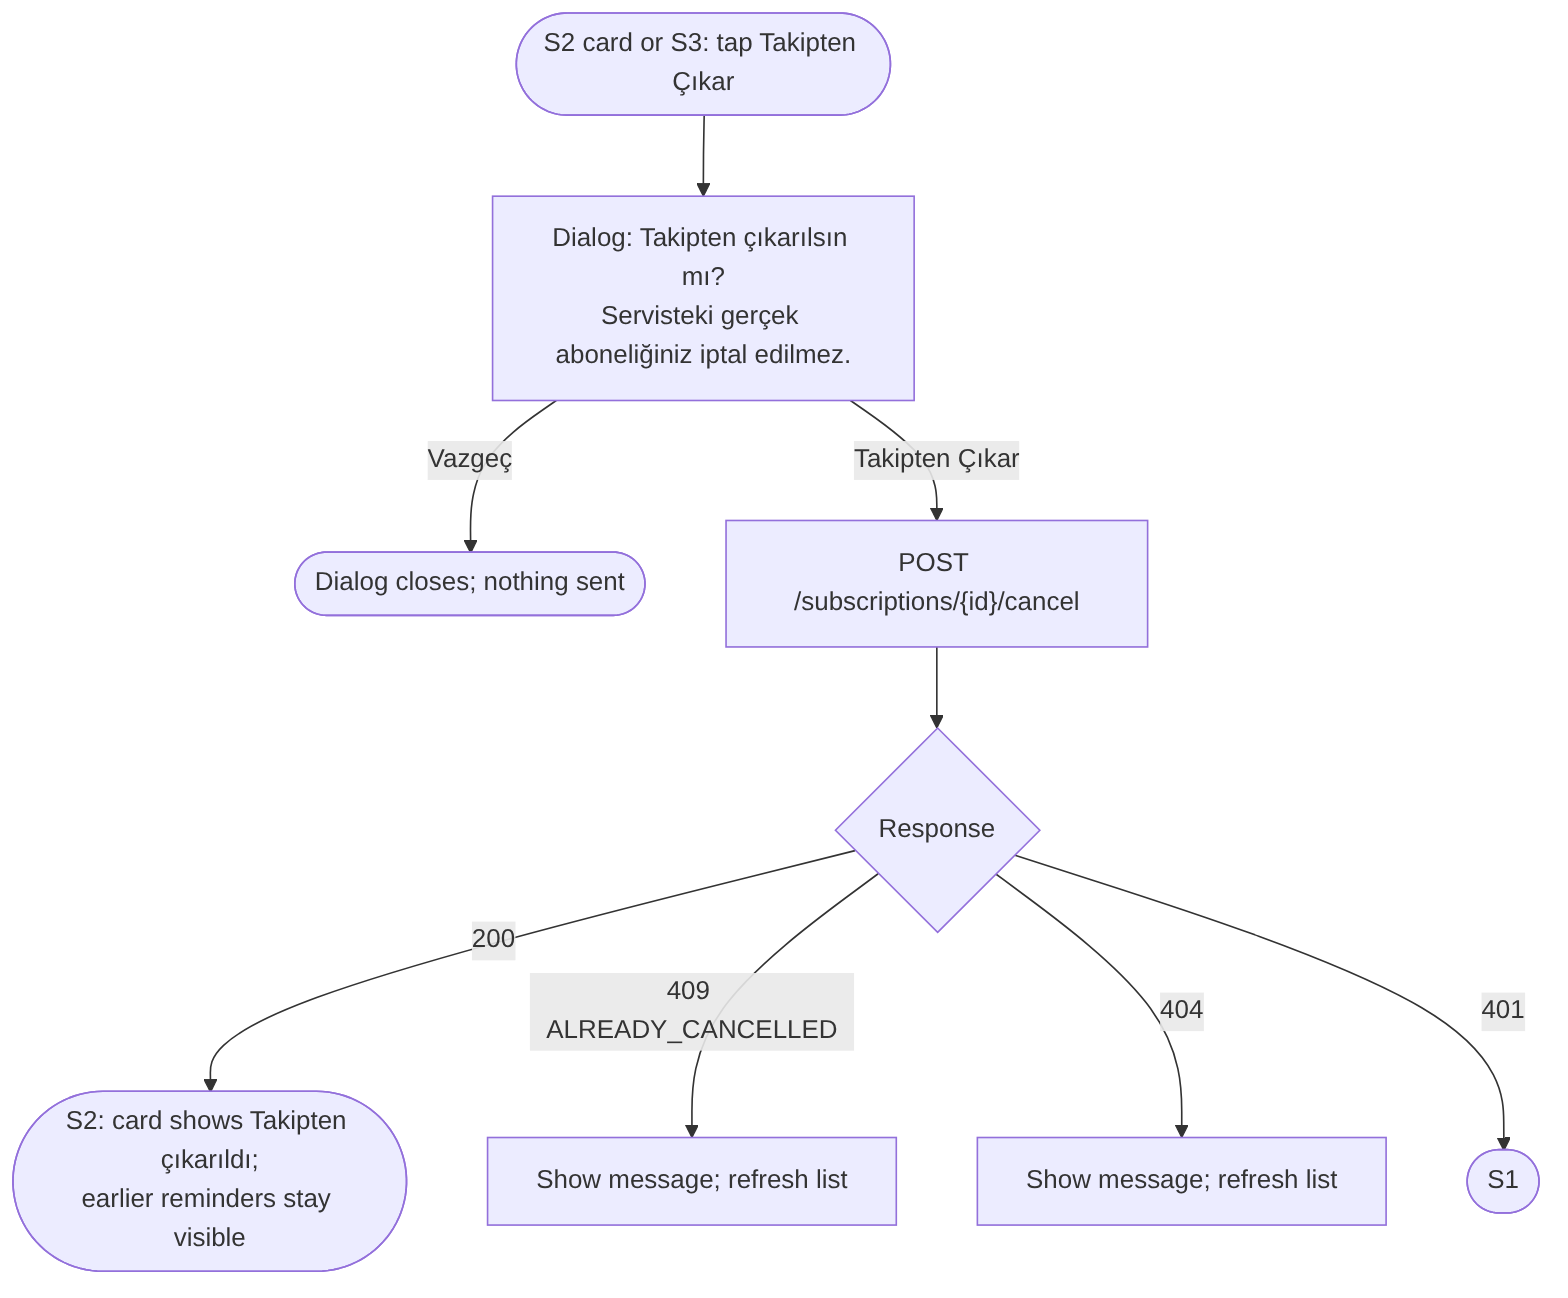 S2 card or S3: tap Takipten
Çıkar
Dialog: Takipten çıkarılsın
mı?
Servisteki gerçek
aboneliğiniz iptal edilmez.
Vazgeç
Takipten Çıkar
Dialog closes; nothing sent
POST
/subscriptions/{id}/cancel
Response
200
409
ALREADY_CANCELLED
404
401
S2: card shows Takipten
çıkarıldı;
earlier reminders stay
visible
Show message; refresh list
Show message; refresh list
S1